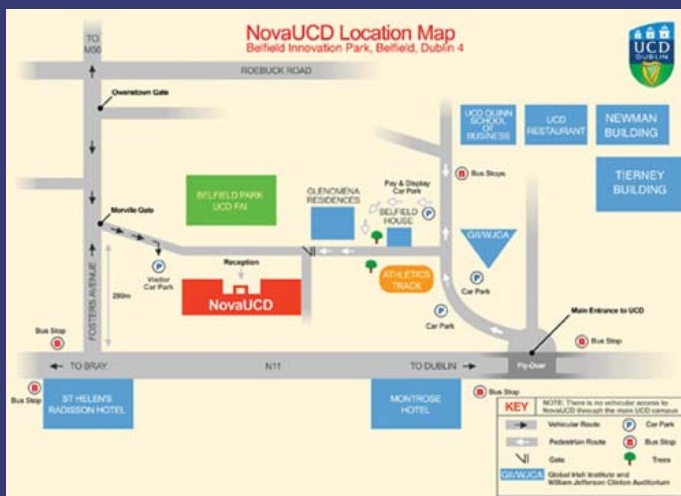 NovaUCD Location Map
Belfield Innovation Park, Belfield, Dublin 4
UCD
DUBLIN
TO
M50
ROEBUCK ROAD
Owenstown Gate
UCD QUINN
SCHOOL
OF
BUSINESS
UCD
RESTAURANT
NEWMAN
BUILDING
TIERNEY
BUILDING
B Bus Stops
BELFIELD PARK
UCD FAI
GLENOMENA
RESIDENCES
Pay & Display
Car Park
P
BELFIELD
HOUSE
Morville Gate
GII/WJCA
P
Visitor
Car Park
Reception
NovaUCD
ATHLETICS
TRACK
P
Car Park
P
Car Park
FOSTERS AVENUE
280m
Main Entrance to UCD
Bus Stop
B
B Bus Stop
TO BRAY
N11
TO DUBLIN
Fly-Over
B
Bus Stop
ST HELEN'S
RADISSON HOTEL
MONTROSE
HOTEL
B Bus Stop
KEY
NOTE: There is no vehicular access to
NovaUCD through the main UCD campus
Vehicular Route
P Car Park
Pedestrian Route
B Bus Stop
Gate
Trees
GII/WJCA
Global Irish Institute and
William Jefferson Clinton Auditorium